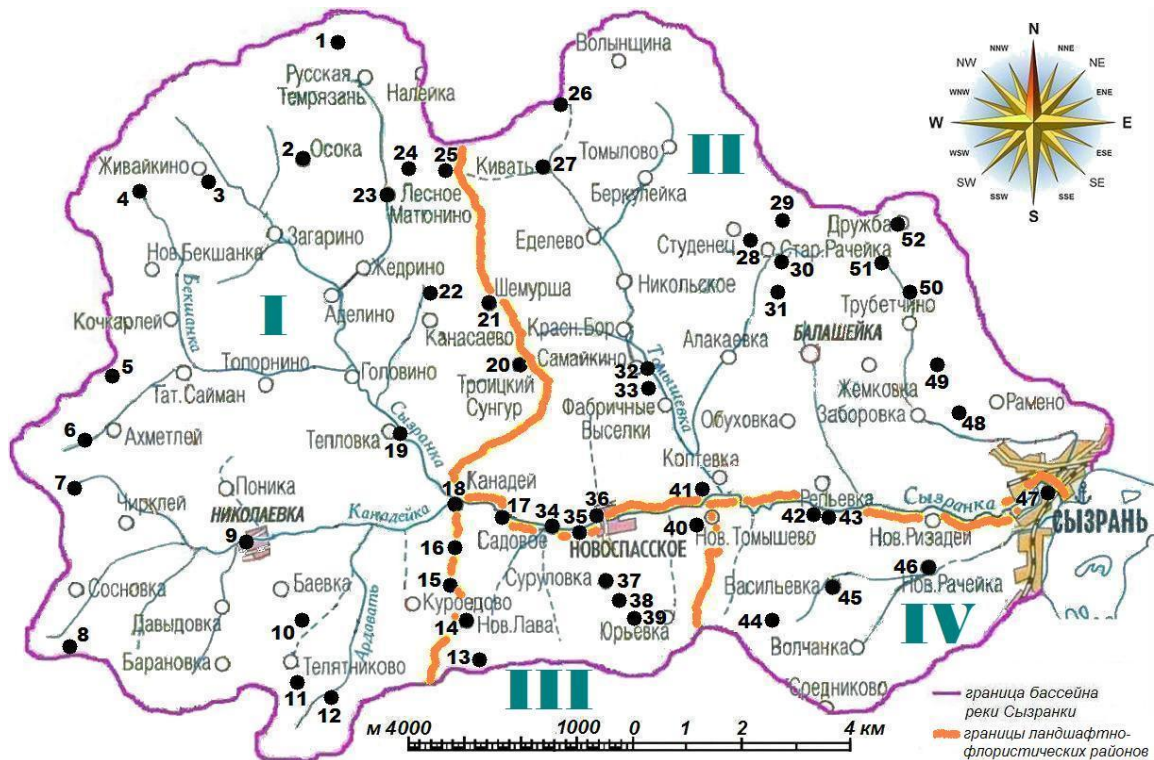 N
NNW
NNE
NW
NE
WNW
ENE
W
E
WSW
ESE
SW
SE
SSW
SSE
S
Волынщина
1
Русская
Темрязань
Налейка
26
2
Осока
24
25
Кивать
27
Томылово
II
Живайкино
3
4
23
Лесное
Матюнино
Беркулейка
29
Дружба
52
Загарино
Еделево
Студенец
28
Стар.Рачейка
30
51
Нов.Бекшанка
Жедрино
22
Шемурша
21
Никольское
31
50
Трубетчино
Бекшанка
I
Аделино
Кочкарлей
Канасаево
Красн.Бор
Алакаевка
БАЛАШЕЙКА
Топорнино
Головино
20
Троицкий
Сунгур
Самайкино
32
33
Томышевка
Жемковка
49
5
Тат.Сайман
Фабричные
Выселки
Обуховка
Заборовка
48
Рамено
6
Ахметлей
Тепловка
19
Сызранка
7
Поника
Канадей
18
17
Коптевка
41
Чирклей
НИКОЛАЕВКА
9
Канадейка
34
35
36
40
42
43
Репьевка
Сызранка
47
СЫЗРАНЬ
16
Садовое
НОВОСПАССКОЕ
Нов.Томышево
Нов.Ризадей
Сосновка
Баевка
15
Куроедово
Суруловка
37
38
39
Васильевка
45
46
Нов.Рачейка
Давыдовка
10
Ардовать
14
Нов.Лава
Юрьевка
44
IV
8
Барановка
Телятниково
13
Волчанка
11
12
III
Средниково
граница бассейна
реки Сызранки
границы ландшафтно-
флористических районов
м 4000
1000
0
1
2
4 км